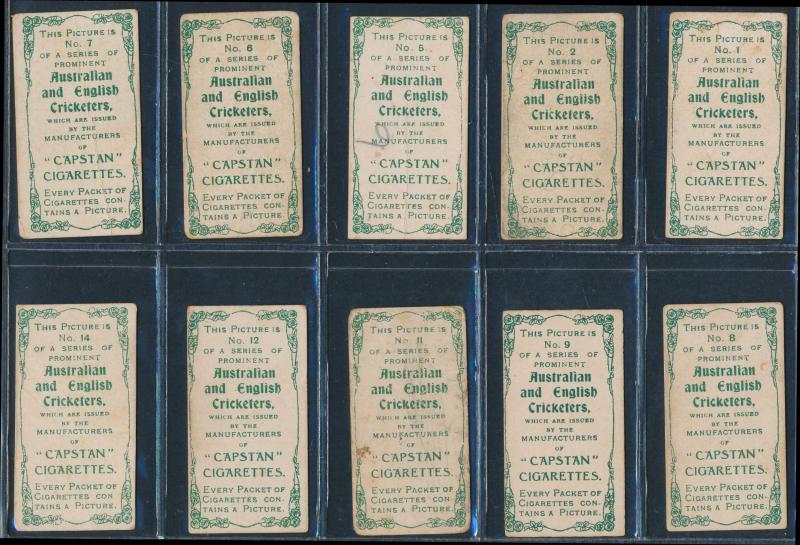 THIS PICTURE IS
No. 7
OF A SERIES OF
PROMINENT
Australian
and English
Cricketers,
WHICH ARE ISSUED
BY THE
MANUFACTURERS
OF
"CAPSTAN"
CIGARETTES.
EVERY PACKET OF
CIGARETTES CON-
TAINS A PICTURE.
THIS PICTURE IS
No. 6
OF A SERIES OF
PROMINENT
Australian
and English
Cricketers,
WHICH ARE ISSUED
BY THE
MANUFACTURERS
OF
"CAPSTAN"
CIGARETTES.
EVERY PACKET OF
CIGARETTES CON-
TAINS A PICTURE.
THIS PICTURE IS
No. 5
OF A SERIES OF
PROMINENT
Australian
and English
Cricketers,
WHICH ARE ISSUED
BY THE
MANUFACTURERS
OF
"CAPSTAN"
CIGARETTES.
EVERY PACKET OF
CIGARETTES CON-
TAINS A PICTURE.
THIS PICTURE IS
No. 2
OF A SERIES OF
PROMINENT
Australian
and English
Cricketers,
WHICH ARE ISSUED
BY THE
MANUFACTURERS
OF
"CAPSTAN"
CIGARETTES.
EVERY PACKET OF
CIGARETTES CON-
TAINS A PICTURE.
THIS PICTURE IS
No. 1
OF A SERIES OF
PROMINENT
Australian
and English
Cricketers,
WHICH ARE ISSUED
BY THE
MANUFACTURERS
OF
"CAPSTAN"
CIGARETTES.
EVERY PACKET OF
CIGARETTES CON-
TAINS A PICTURE.
THIS PICTURE IS
No. 14
OF A SERIES OF
PROMINENT
Australian
and English
Cricketers,
WHICH ARE ISSUED
BY THE
MANUFACTURERS
OF
"CAPSTAN"
CIGARETTES.
EVERY PACKET OF
CIGARETTES CON-
TAINS A PICTURE.
THIS PICTURE IS
No. 12
OF A SERIES OF
PROMINENT
Australian
and English
Cricketers,
WHICH ARE ISSUED
BY THE
MANUFACTURERS
OF
"CAPSTAN"
CIGARETTES.
EVERY PACKET OF
CIGARETTES CON-
TAINS A PICTURE.
THIS PICTURE IS
No 11
OF A SERIES OF
PROMINENT
Australian
and English
Cricketers,
WHICH ARE ISSUED
BY THE
MANUFACTURERS
OF
"CAPSTAN"
CIGARETTES.
EVERY PACKET OF
CIGARETTES CON-
TAINS A PICTURE.
THIS PICTURE IS
No. 9
OF A SERIES OF
PROMINENT
Australian
and English
Cricketers,
WHICH ARE ISSUED
BY THE
MANUFACTURERS
OF
"CAPSTAN"
CIGARETTES.
EVERY PACKET OF
CIGARETTES CON-
TAINS A PICTURE.
THIS PICTURE IS
No. 8
OF A SERIES OF
PROMINENT
Australian
and English
Cricketers,
WHICH ARE ISSUED
BY THE
MANUFACTURERS
OF
"CAPSTAN"
CIGARETTES.
EVERY PACKET OF
CIGARETTES CON-
TAINS A PICTURE.